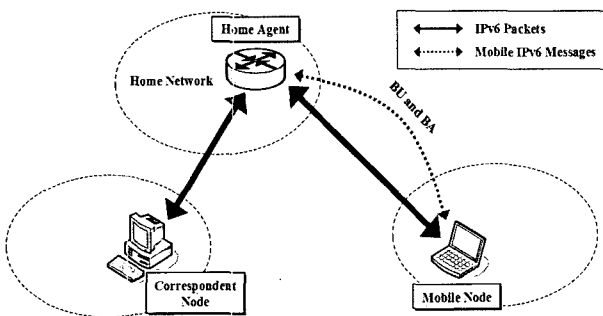 Home Agent
IPv6 Packets
Mobile IPv6 Messages
Home Network
BU and BA
Correspondent
Node
Mobile Node